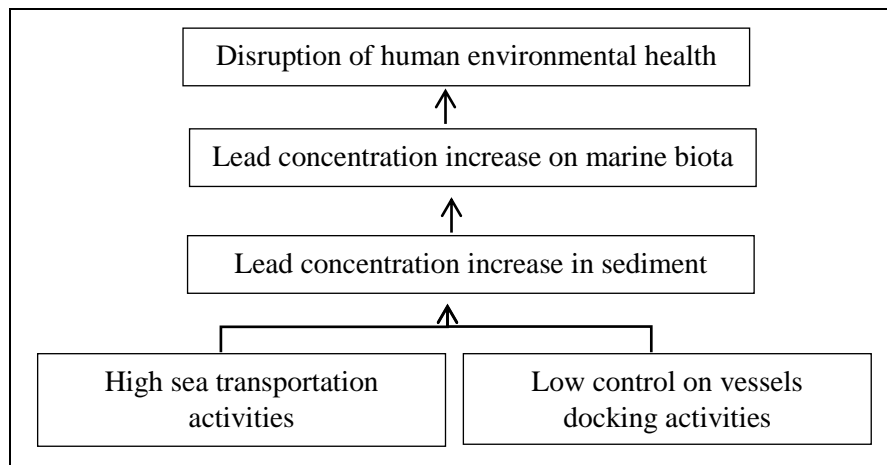 Disruption of human environmental health
Lead concentration increase on marine biota
Lead concentration increase in sediment
High sea transportation
activities
Low control on vessels
docking activities